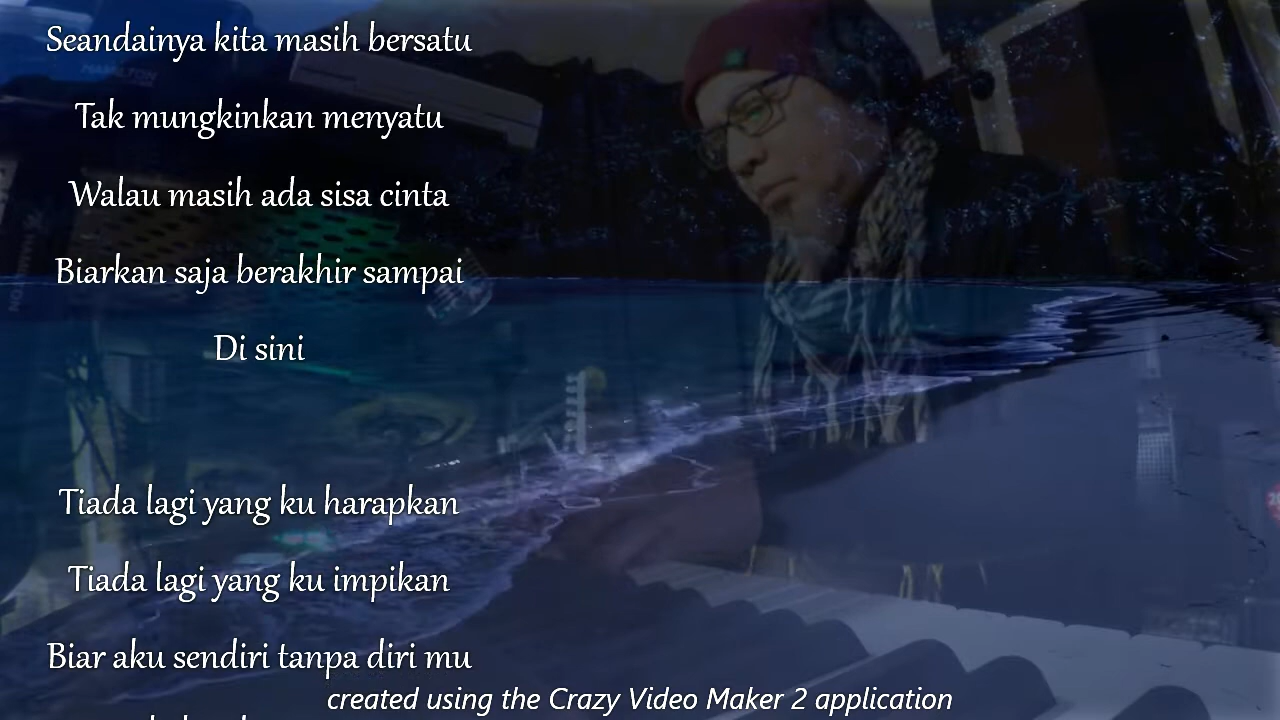 Seandainya kita masih bersatu
HAMILTON
Tak mungkinkan menyatu
Walau masih ada sisa cinta
Biarkan saja berakhir sampai
Di sini
Tiada lagi yang ku harapkan
Tiada lagi yang ku impikan
Biar aku sendiri tanpa diri mu
created using the Crazy Video Maker 2 application